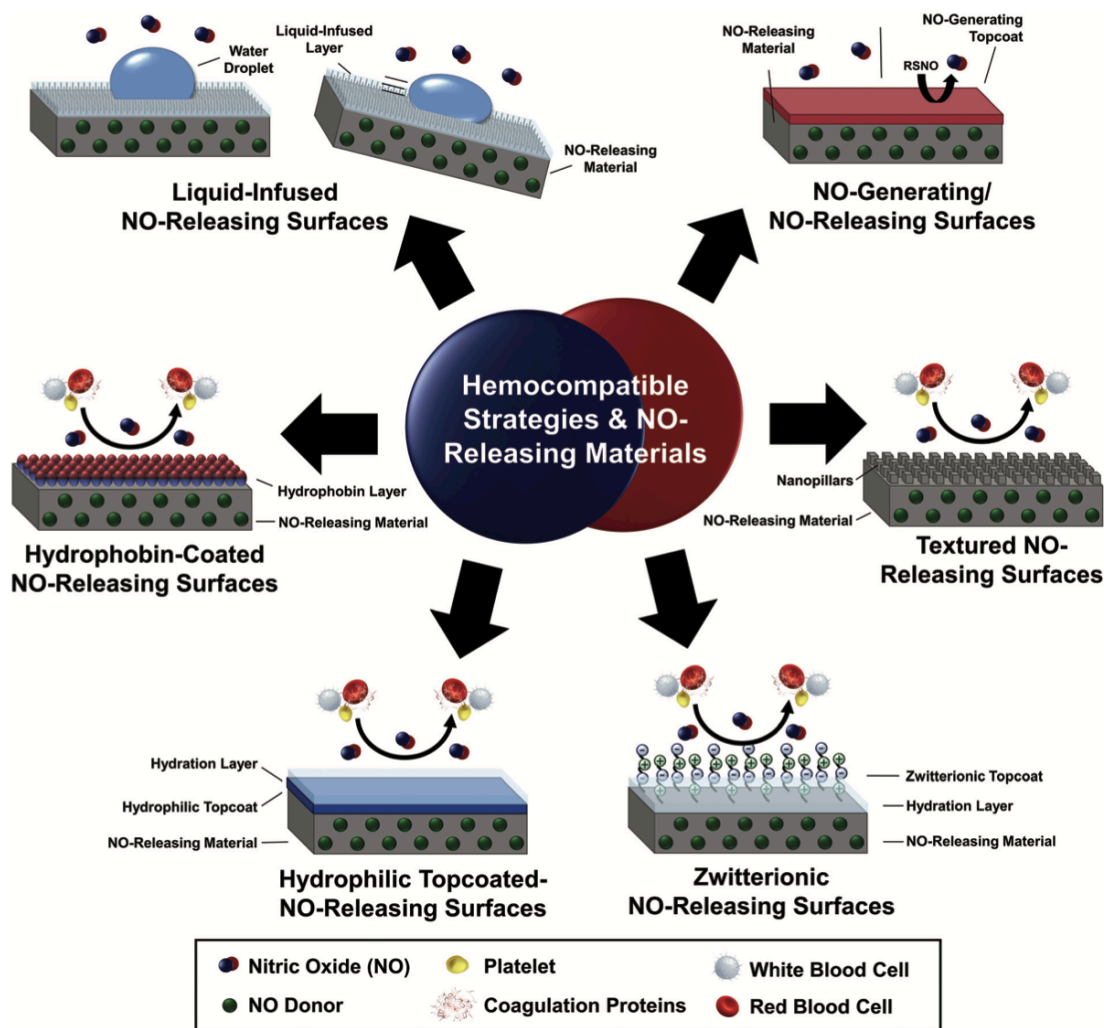 Water
Droplet
Liquid-Infused
Layer
NO-Releasing
Material
Liquid-Infused
NO-Releasing Surfaces
NO-Releasing
Material
NO-Generating
Topcoat
RSNO
NO-Generating/
NO-Releasing Surfaces
Hemocompatible
Strategies & NO-
Releasing Materials
Hydrophobin Layer
NO-Releasing Material
Hydrophobin-Coated
NO-Releasing Surfaces
Nanopillars
NO-Releasing Material
Textured NO-
Releasing Surfaces
Hydration Layer
Hydrophilic Topcoat
NO-Releasing Material
Hydrophilic Topcoated-
NO-Releasing Surfaces
Zwitterionic Topcoat
Hydration Layer
NO-Releasing Material
Zwitterionic
NO-Releasing Surfaces
Nitric Oxide (NO)
Platelet
White Blood Cell
NO Donor
Coagulation Proteins
Red Blood Cell